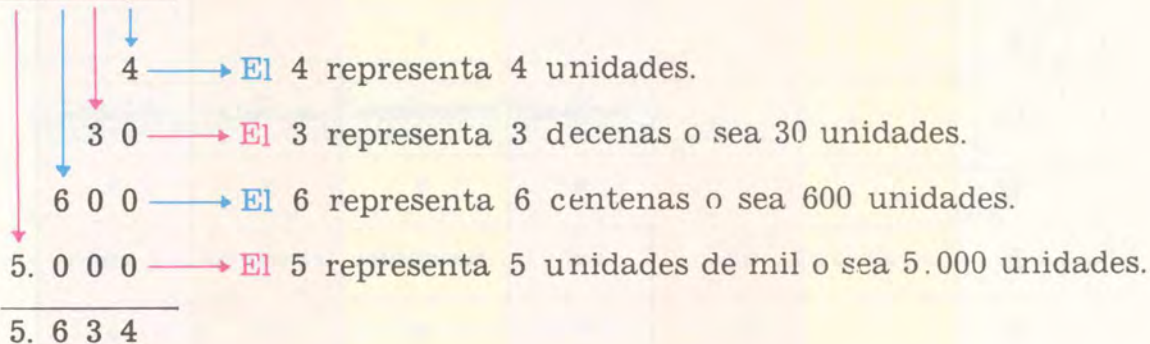 4 El 4 representa 4 unidades.
3 0 El 3 representa 3 decenas o sea 30 unidades.
6 0 0 El 6 representa 6 centenas o sea 600 unidades.
5. 0 0 0 El 5 representa 5 unidades de mil o sea 5.000 unidades.
5. 6 3 4